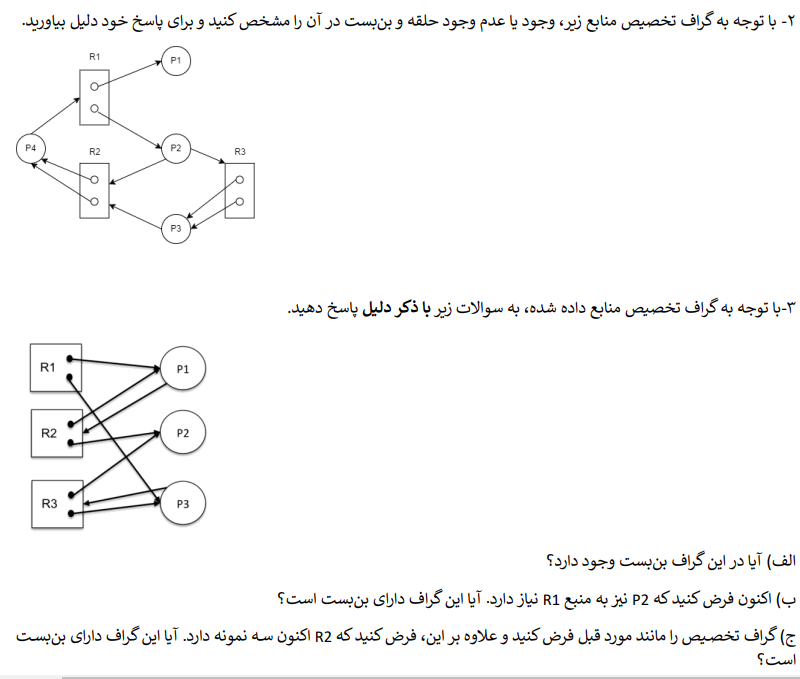 ۲- با توجه به گراف تخصیص منابع زیر، وجود یا عدم وجود حلقه و بن‌بست در آن را مشخص کنید و برای پاسخ خود دلیل بیاورید.
R1
P1
P4
R2
P2
R3
P3
۳-با توجه به گراف تخصیص منابع داده شده، به سوالات زیر با ذکر دلیل پاسخ دهید.
R1
P1
R2
P2
R3
P3
الف) آیا در این گراف بن‌بست وجود دارد؟
ب) اکنون فرض کنید که P2 نیز به منبع R1 نیاز دارد. آیا این گراف دارای بن‌بست است؟
ج) گراف تخصیص را مانند مورد قبل فرض کنید و علاوه بر این، فرض کنید که R2 اکنون سه نمونه دارد. آیا این گراف دارای بن‌بست
است؟